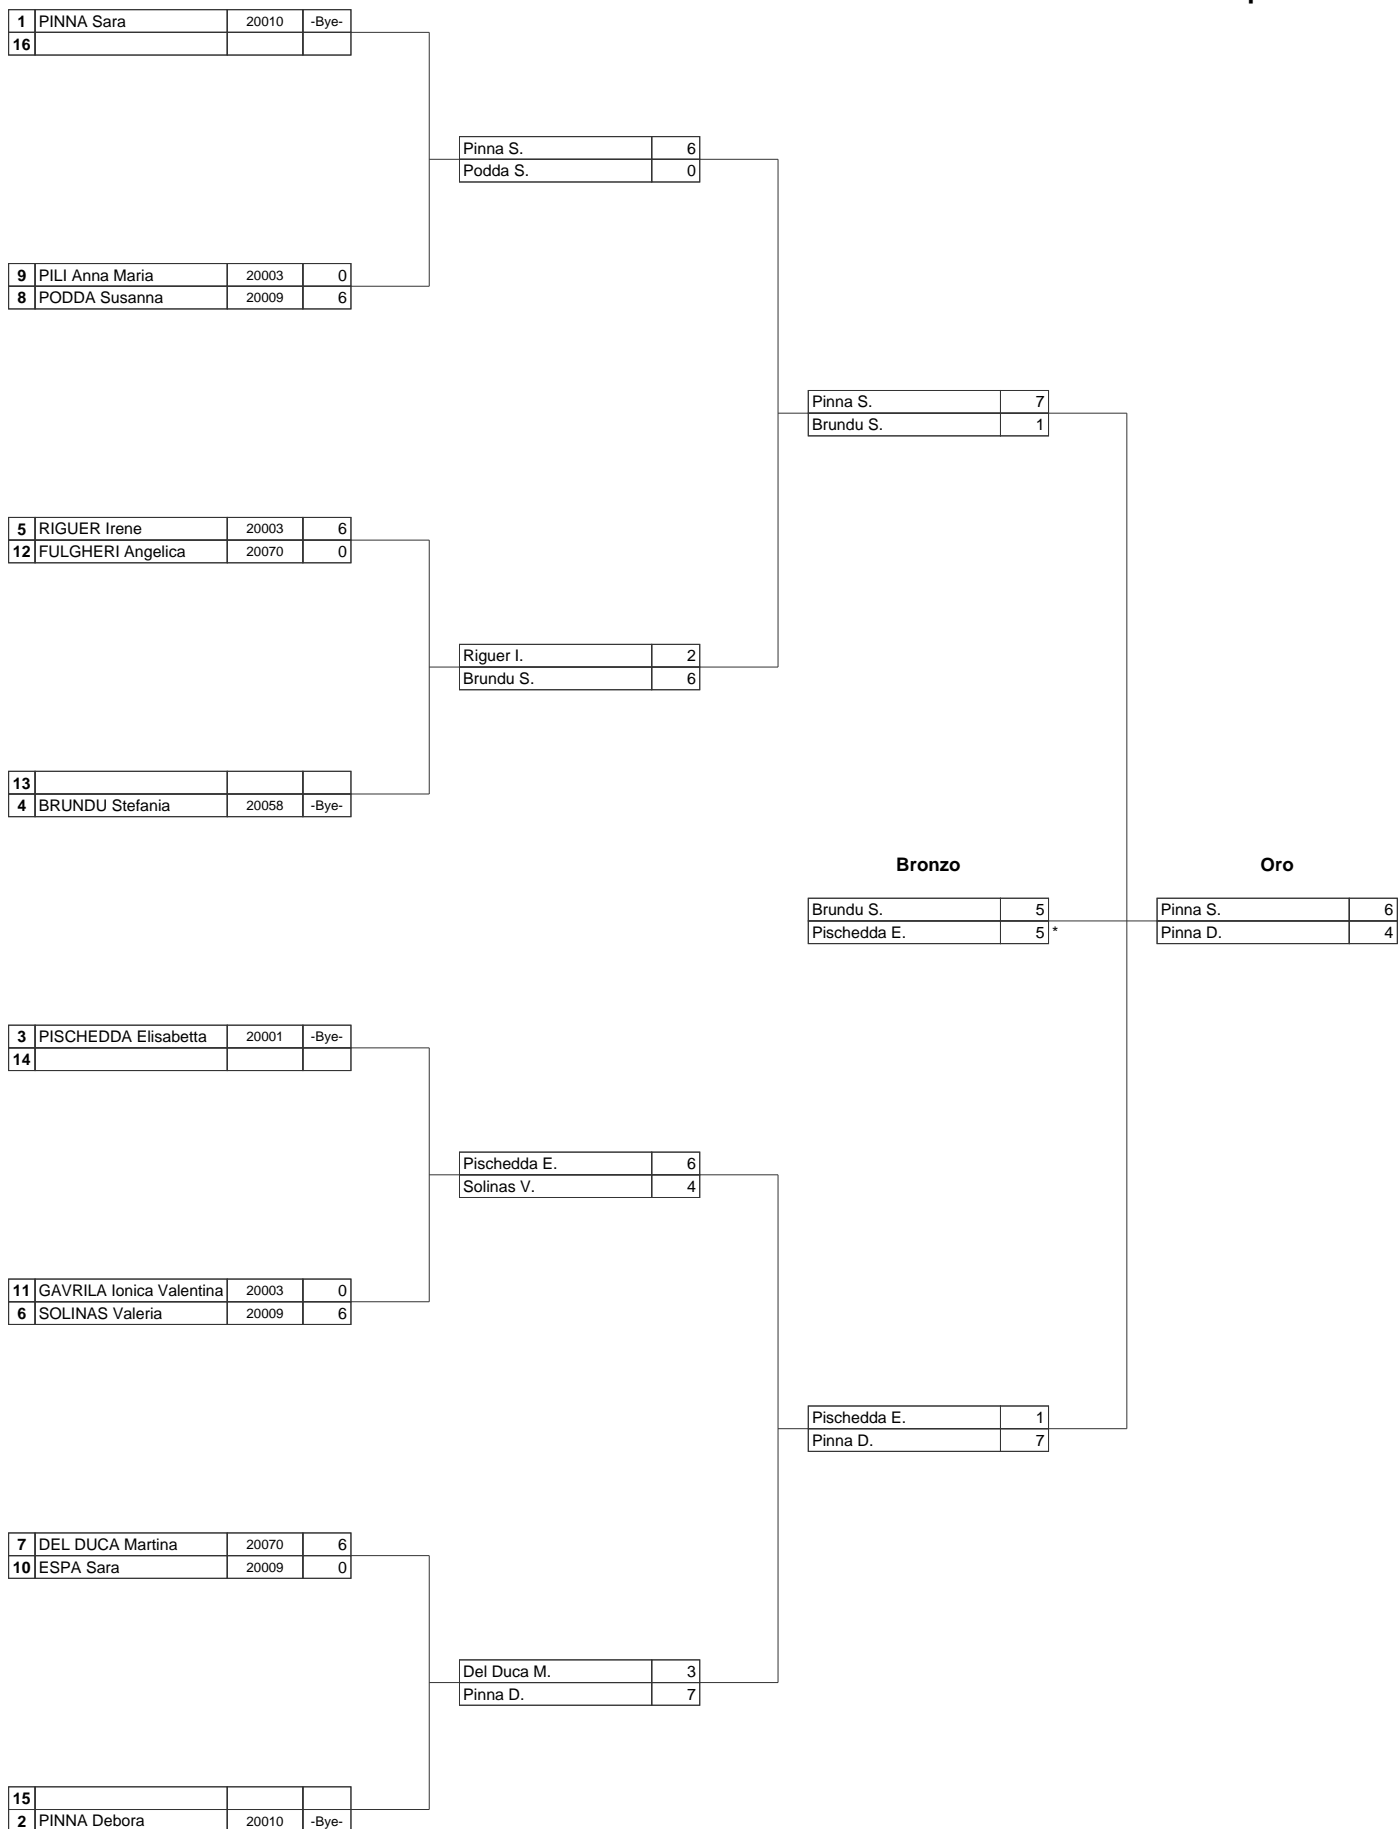 1 PINNA Sara 20010 -Bye-
16
Pinna S. 6
Podda S. 0
9 PILI Anna Maria 20003 0
8 PODDA Susanna 20009 6
Pinna S. 7
Brundu S. 1
5 RIGUER Irene 20003 6
12 FULGHERI Angelica 20070 0
Riguer I. 2
Brundu S. 6
13
4 BRUNDU Stefania 20058 -Bye-
Bronzo Oro
Brundu S. 5 Pinna S. 6
Pischedda E. 5 * Pinna D. 4
3 PISCHEDDA Elisabetta 20001 -Bye-
14
Pischedda E. 6
Solinas V. 4
11 GAVRILA Ionica Valentina 20003 0
6 SOLINAS Valeria 20009 6
Pischedda E. 1
Pinna D. 7
7 DEL DUCA Martina 20070 6
10 ESPA Sara 20009 0
Del Duca M. 3
Pinna D. 7
15
2 PINNA Debora 20010 -Bye-